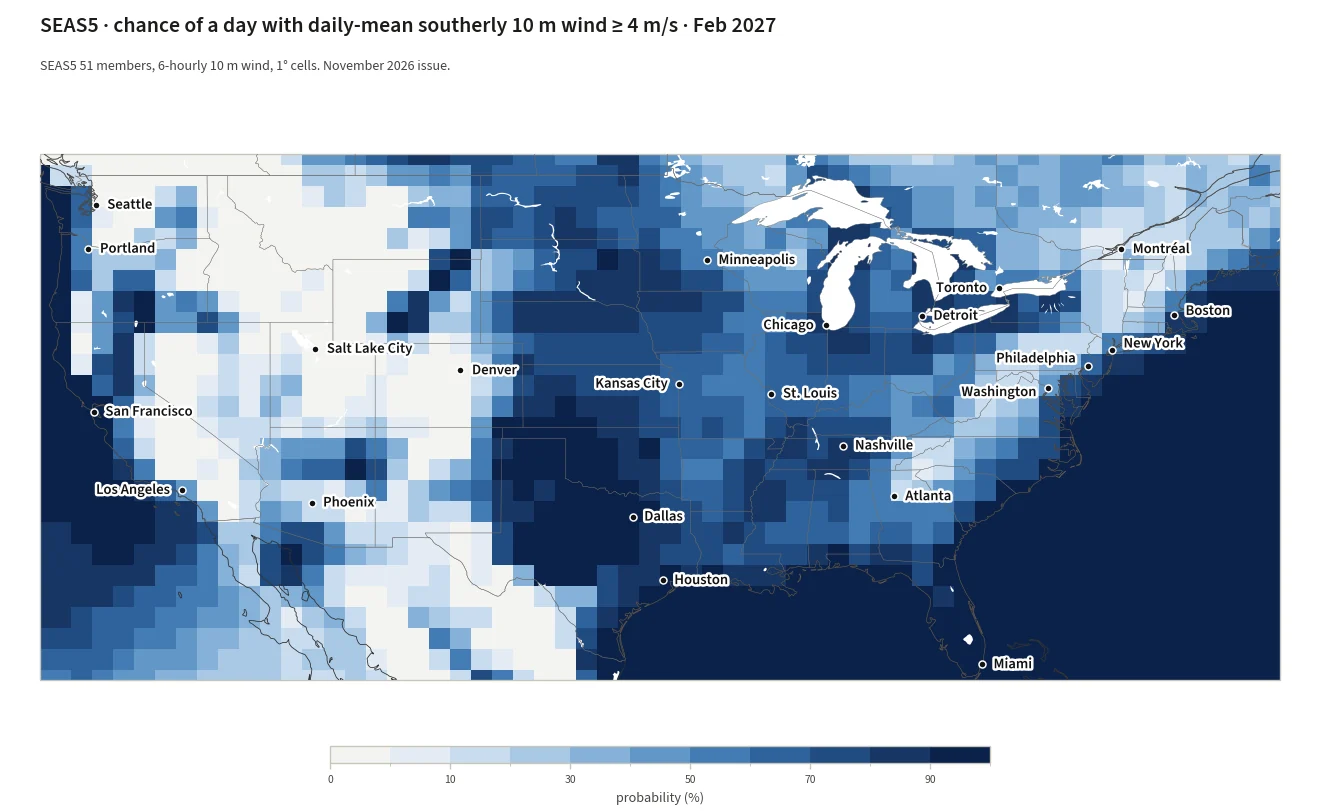 SEAS5 · chance of a day with daily-mean southerly 10 m wind ≥ 4 m/s · Feb 2027
SEAS5 51 members, 6-hourly 10 m wind, 1° cells. November 2026 issue.
Seattle
Portland
Montréal
Minneapolis
Toronto
Boston
Detroit
Chicago
New York
Salt Lake City
Philadelphia
Denver
Kansas City
Washington
St. Louis
San Francisco
Nashville
Los Angeles
Atlanta
Phoenix
Dallas
Houston
Miami
0 10 30 50 70 90
probability (%)